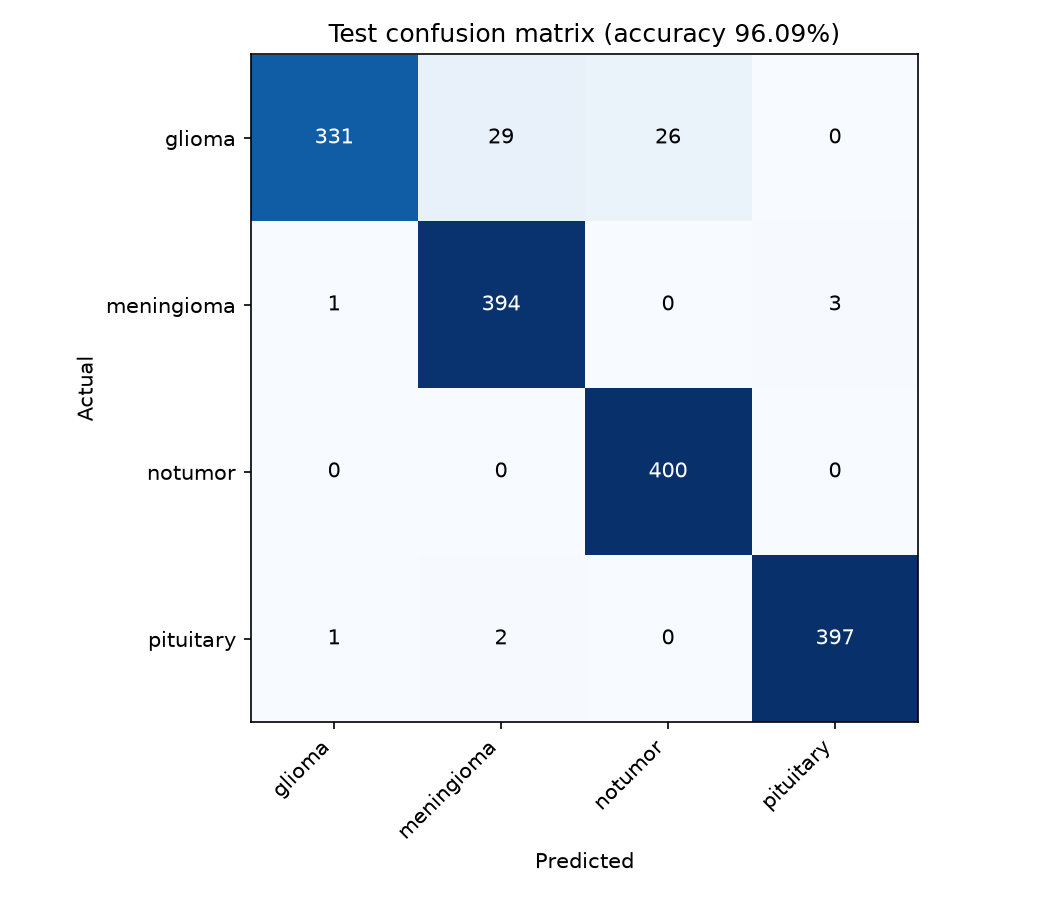 Test confusion matrix (accuracy 96.09%)
glioma 331 29 26 0
meningioma 1 394 0 3
Actual
notumor 0 0 400 0
pituitary 1 2 0 397
glioma meningioma notumor pituitary
Predicted